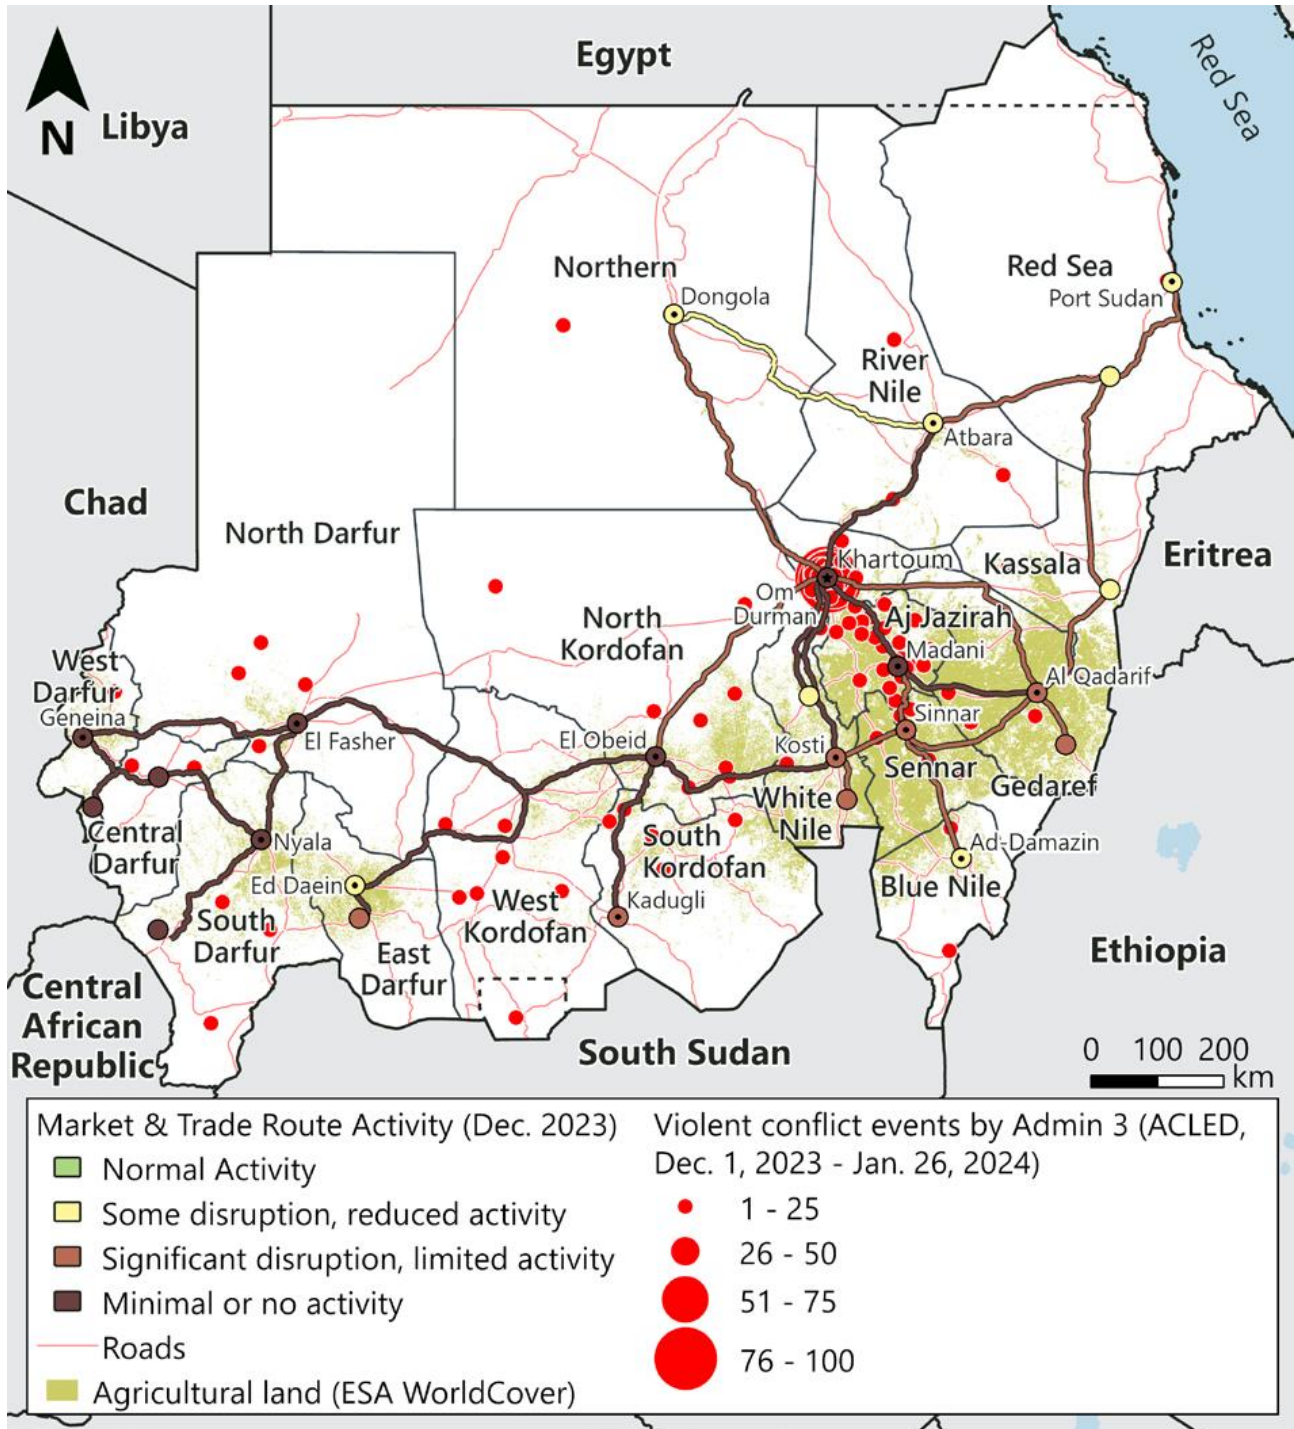 Egypt
Red Sea
Libya
N
Northern
Red Sea
Dongola
Port Sudan
River
Nile
Atbara
Chad
North Darfur
Eritrea
Khartoum
Kassala
Om
Durman
North
Kordofan
Aj Jazirah
Madani
West
Darfur
Geneina
Al Qadarif
El Fasher
El Obeid
Kosti
Sinnar
Sennar
Gedaref
White
Nile
Central
Darfur
Nyala
South
Kordofan
Ad-Damazin
Ed Daein
Blue Nile
Kadugli
West
Kordofan
South
Darfur
East
Darfur
Ethiopia
Central
African
Republic
South Sudan
0 100 200
km
Market & Trade Route Activity (Dec. 2023)
Normal Activity
Some disruption, reduced activity
Significant disruption, limited activity
Minimal or no activity
Roads
Agricultural land (ESA WorldCover)
Violent conflict events by Admin 3 (ACLED,
Dec. 1, 2023 - Jan. 26, 2024)
1 - 25
26 - 50
51 - 75
76 - 100